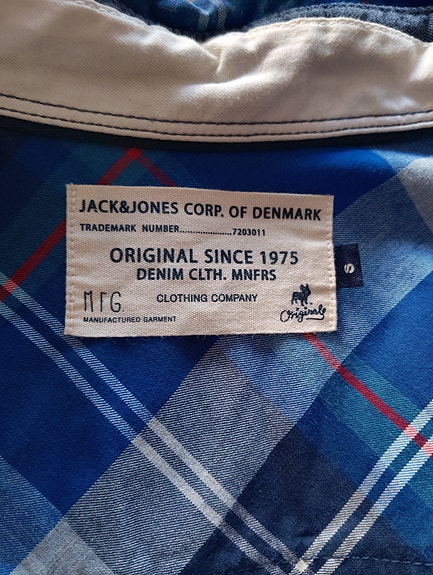 JACK&JONES CORP. OF DENMARK
TRADEMARK NUMBER.....................7203011
ORIGINAL SINCE 1975
DENIM CLTH. MNFRS
MFG. CLOTHING COMPANY
MANUFACTURED GARMENT
Originals
S